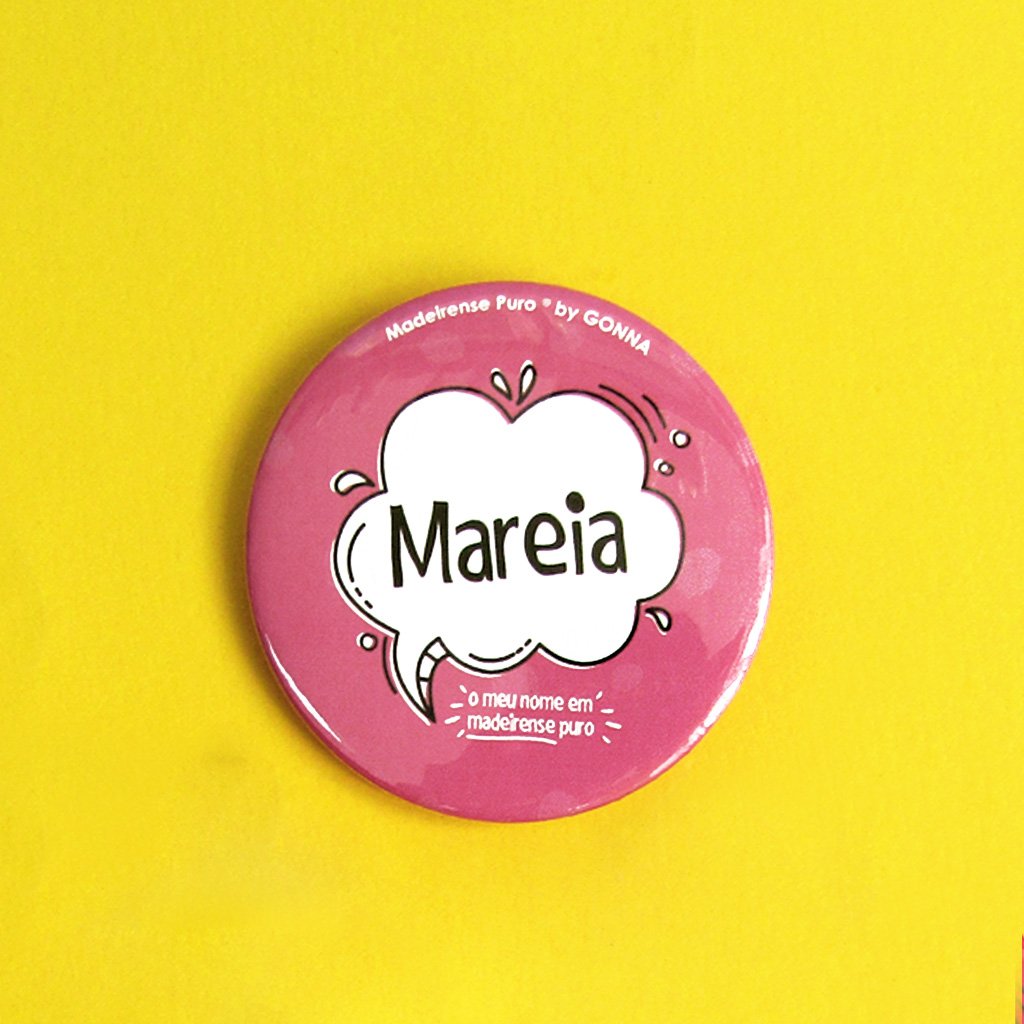 Madeirense Puro ® by GONNA
Mareia
o meu nome em
madeirense puro